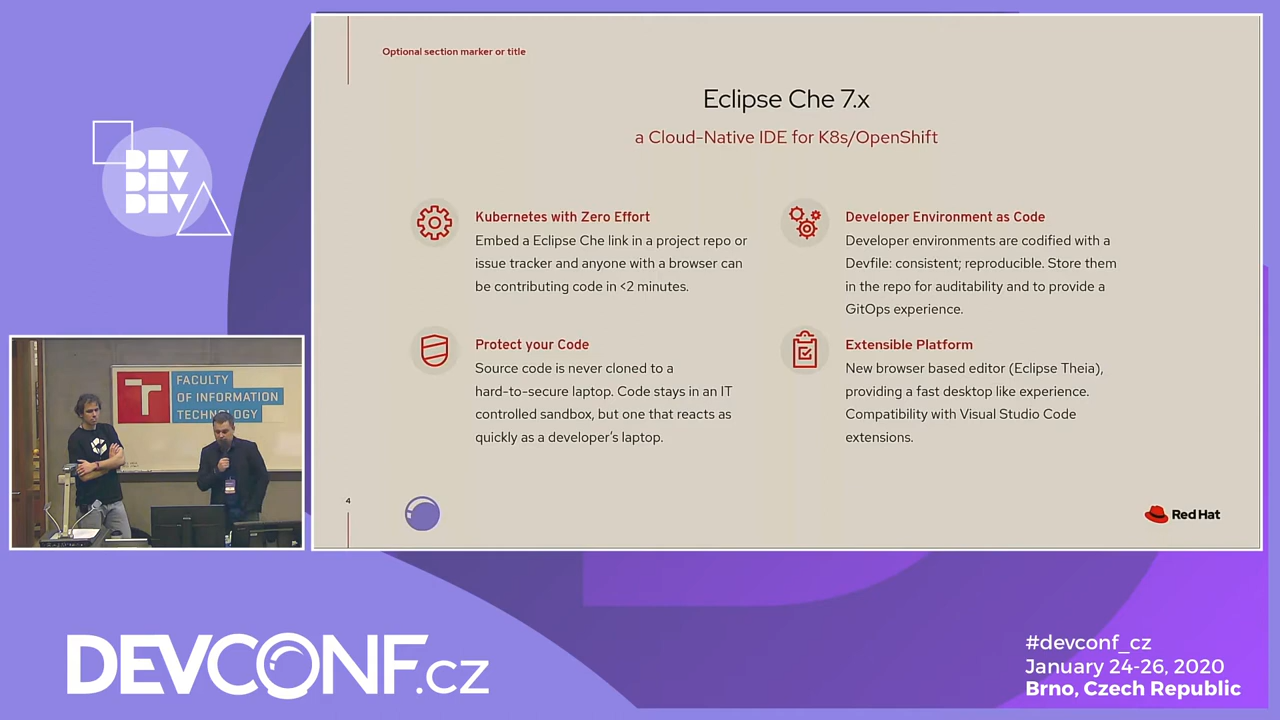 Optional section marker or title
Eclipse Che 7.x
a Cloud-Native IDE for K8s/OpenShift
Kubernetes with Zero Effort
Embed a Eclipse Che link in a project repo or
issue tracker and anyone with a browser can
be contributing code in <2 minutes.
Developer Environment as Code
Developer environments are codified with a
Devfile: consistent; reproducible. Store them
in the repo for auditability and to provide a
GitOps experience.
Protect your Code
Source code is never cloned to a
hard-to-secure laptop. Code stays in an IT
controlled sandbox, but one that reacts as
quickly as a developer's laptop.
Extensible Platform
New browser based editor (Eclipse Theia),
providing a fast desktop like experience.
Compatibility with Visual Studio Code
extensions.
4
Red Hat
DEV
DEV
DEV
FACULTY
OF INFORMATION
TECHNOLOGY
DEVCONF.cz
#devconf_cz
January 24-26, 2020
Brno, Czech Republic